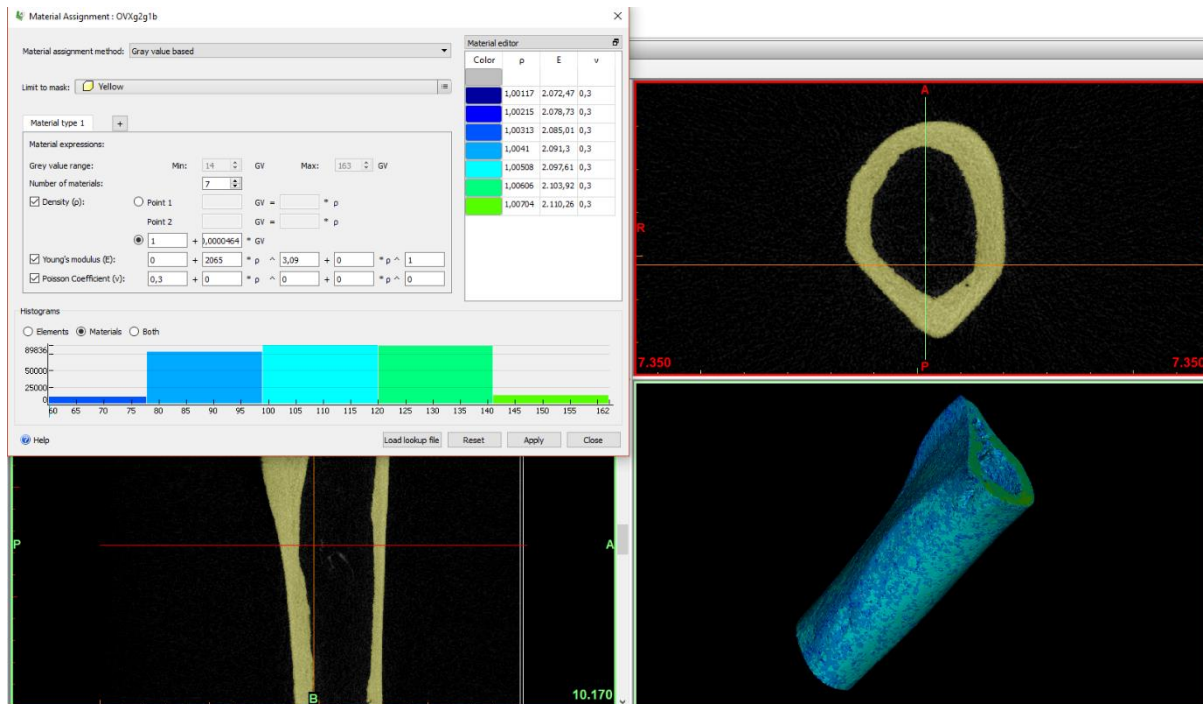 Material Assignment : OVXg2g1b
Material assignment method: Gray value based
Limit to mask: Yellow
Material type 1 +
Material expressions:
Grey value range: Min: 14 GV Max: 163 GV
Number of materials: 7
Density (ρ): Point 1 GV = * ρ
Point 2 GV = * ρ
1 + 0,0000464 * GV
Young's modulus (E): 0 + 2065 * ρ ^ 3,09 + 0 * ρ ^ 1
Poisson Coefficient (ν): 0,3 + 0 * ρ ^ 0 + 0 * ρ ^ 0
Material editor
Color ρ E ν
1,00117 2.072,47 0,3
1,00215 2.078,73 0,3
1,00313 2.085,01 0,3
1,0041 2.091,3 0,3
1,00508 2.097,61 0,3
1,00606 2.103,92 0,3
1,00704 2.110,26 0,3
Histograms
Elements Materials Both
89836
50000
25000
0
60 65 70 75 80 85 90 95 100 105 110 115 120 125 130 135 140 145 150 155 162
Help Load lookup file Reset Apply Close
A
R
P
7.350 7.350
P A
B
10.170